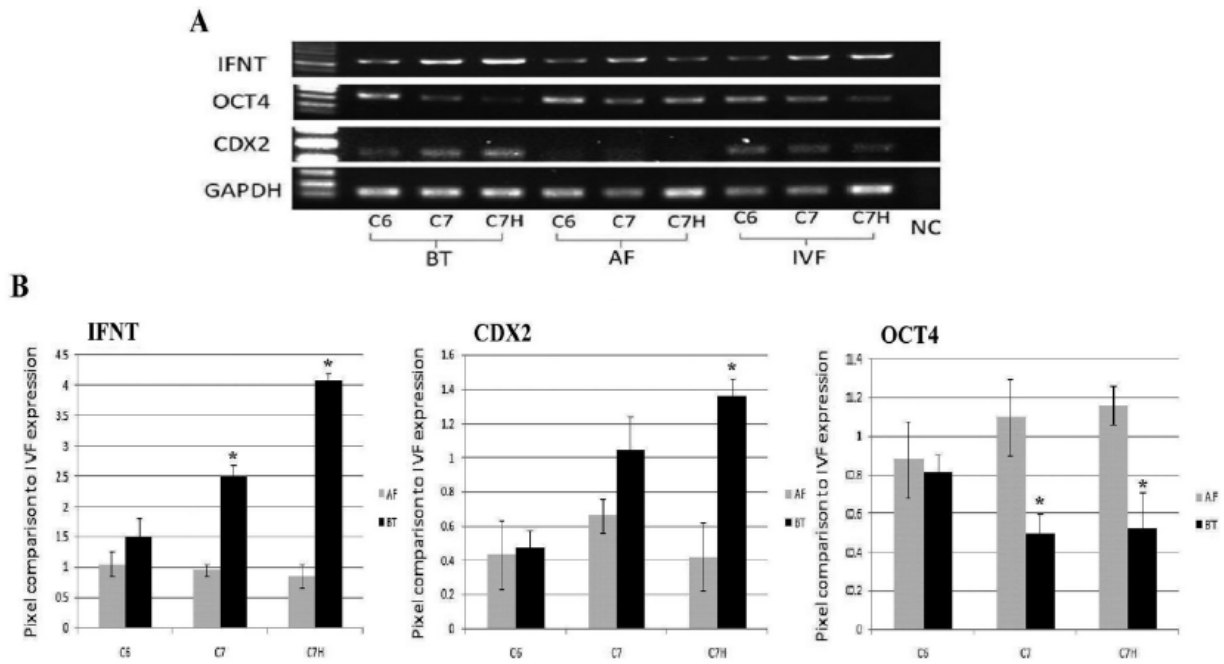 A
IFNT
OCT4
CDX2
GAPDH
C6 C7 C7H C6 C7 C7H C6 C7 C7H NC
BT AF IVF
B
IFNT
Pixel comparison to IVF expression
4.5
4
3.5
3
2.5
2
1.5
1
0.5
0
*
*
C6 C7 C7H
AF
BT
CDX2
Pixel comparison to IVF expression
1.6
1.4
1.2
1
0.8
0.6
0.4
0.2
0
*
C6 C7 C7H
AF
BT
OCT4
Pixel comparison to IVF expression
1.4
1.2
1
0.8
0.6
0.4
0.2
0
*
*
C6 C7 C7H
AF
BT